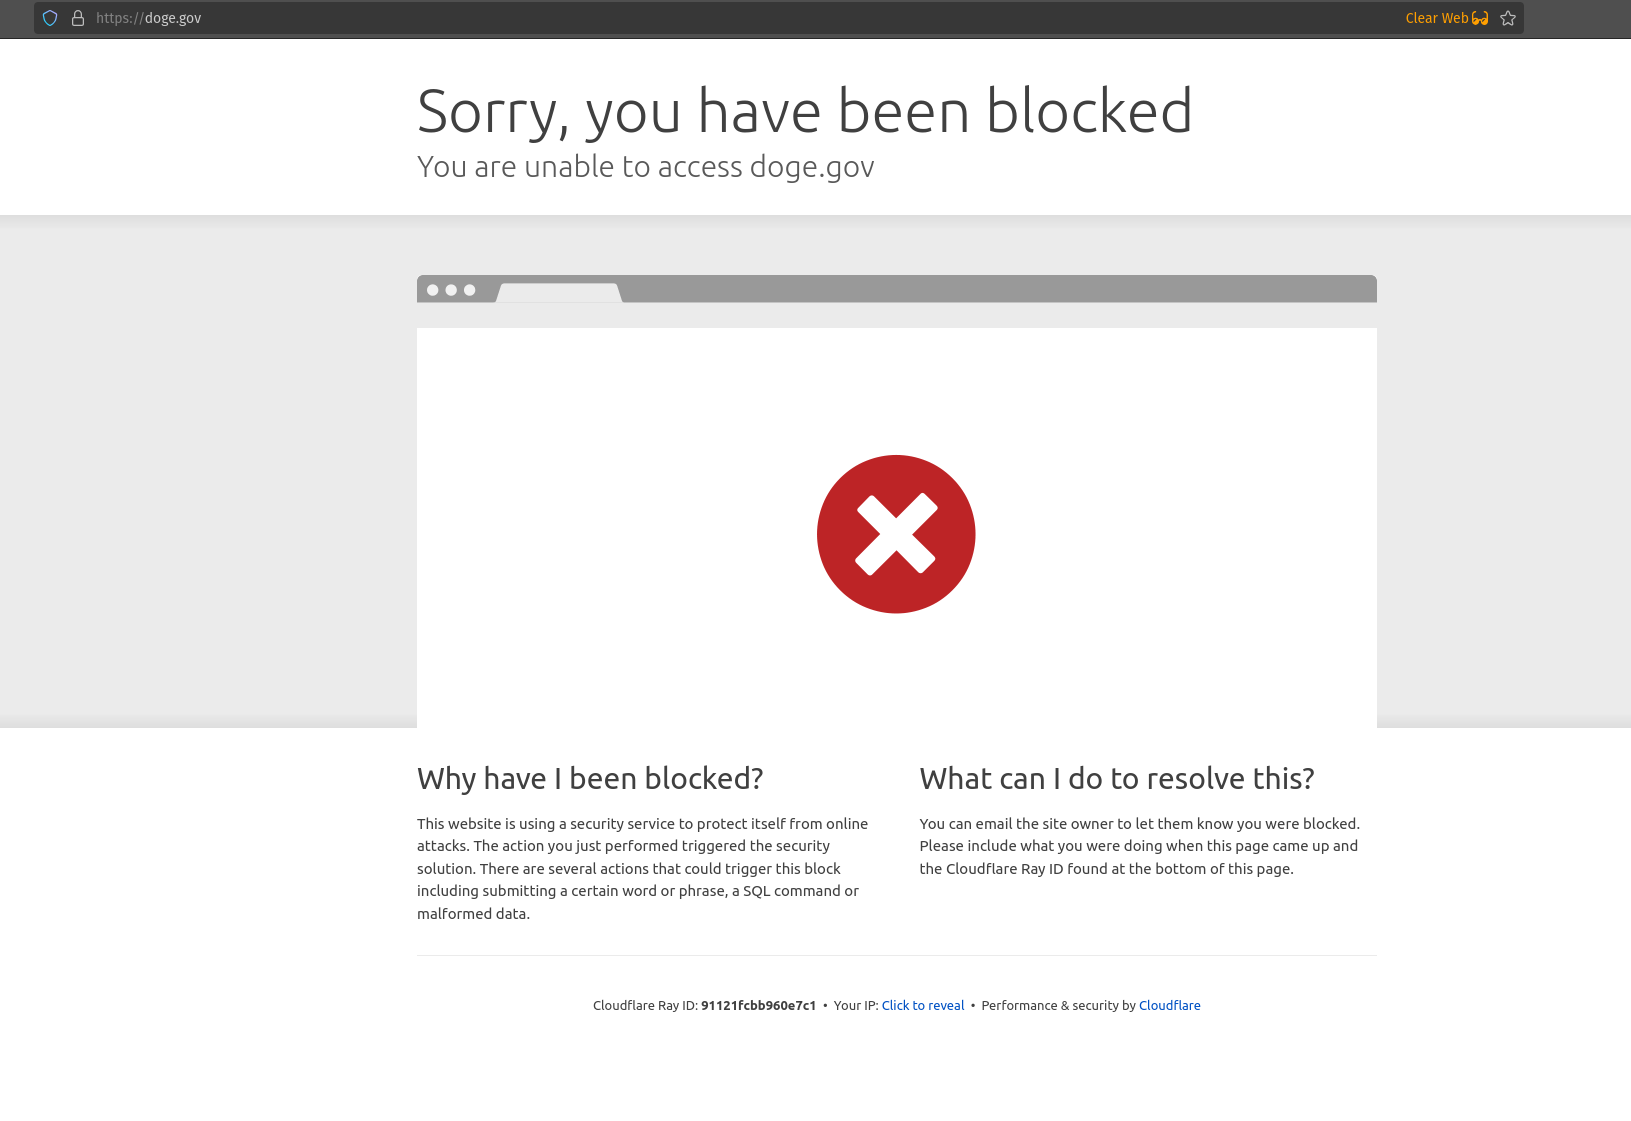 https://doge.gov
Clear Web
Sorry, you have been blocked
You are unable to access doge.gov
Why have I been blocked?
This website is using a security service to protect itself from online
attacks. The action you just performed triggered the security
solution. There are several actions that could trigger this block
including submitting a certain word or phrase, a SQL command or
malformed data.
What can I do to resolve this?
You can email the site owner to let them know you were blocked.
Please include what you were doing when this page came up and
the Cloudflare Ray ID found at the bottom of this page.
Cloudflare Ray ID: 91121fcbb960e7c1 • Your IP: Click to reveal • Performance & security by Cloudflare